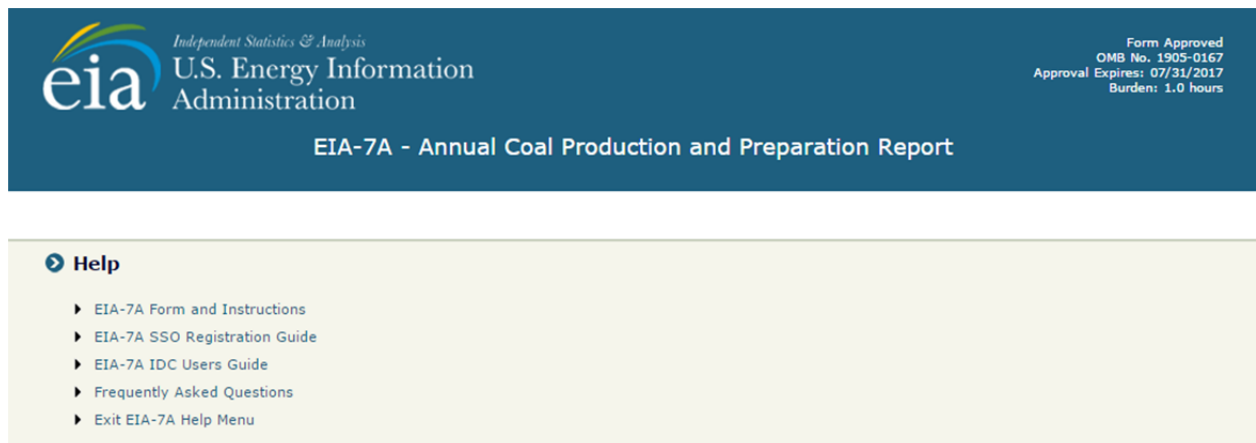 eia
Independent Statistics & Analysis
U.S. Energy Information
Administration
Form Approved
OMB No. 1905-0167
Approval Expires: 07/31/2017
Burden: 1.0 hours
EIA-7A - Annual Coal Production and Preparation Report
Help
EIA-7A Form and Instructions
EIA-7A SSO Registration Guide
EIA-7A IDC Users Guide
Frequently Asked Questions
Exit EIA-7A Help Menu